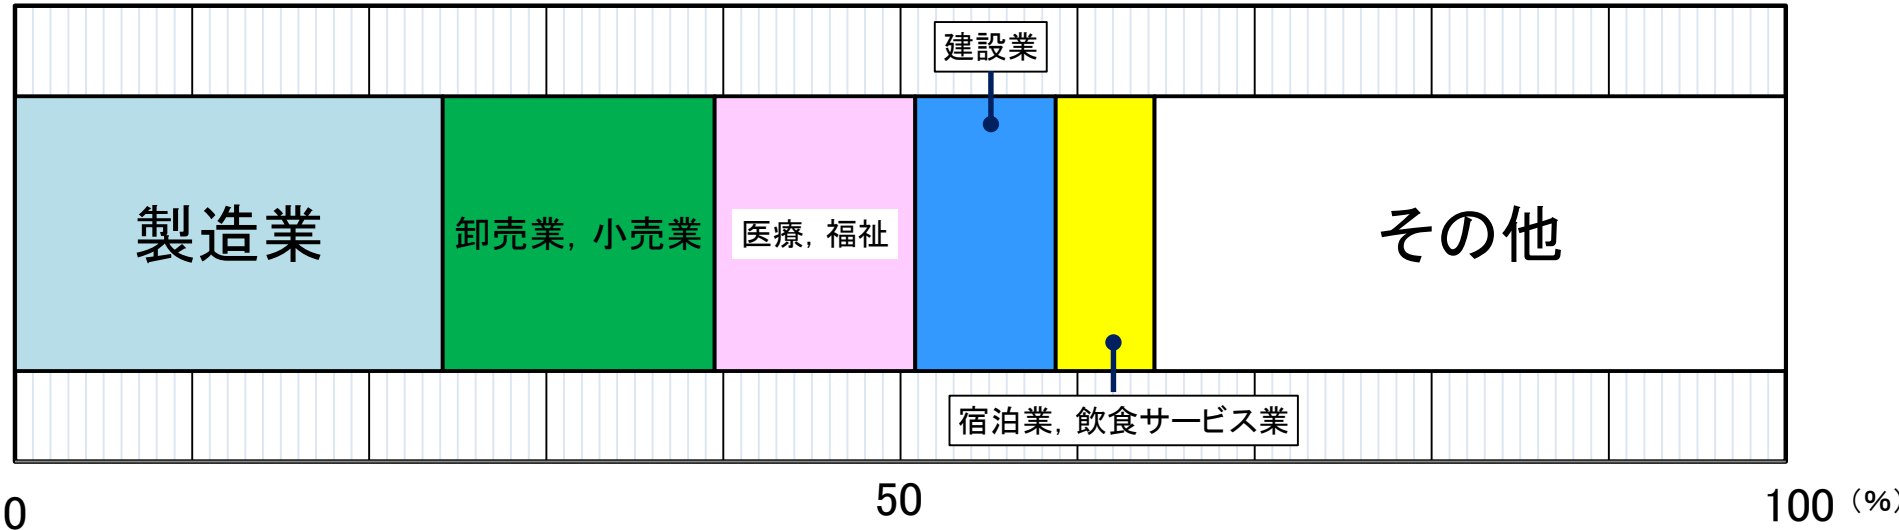 建設業
製造業
卸売業，小売業
医療，福祉
その他
宿泊業，飲食サービス業
0
50
100（%）